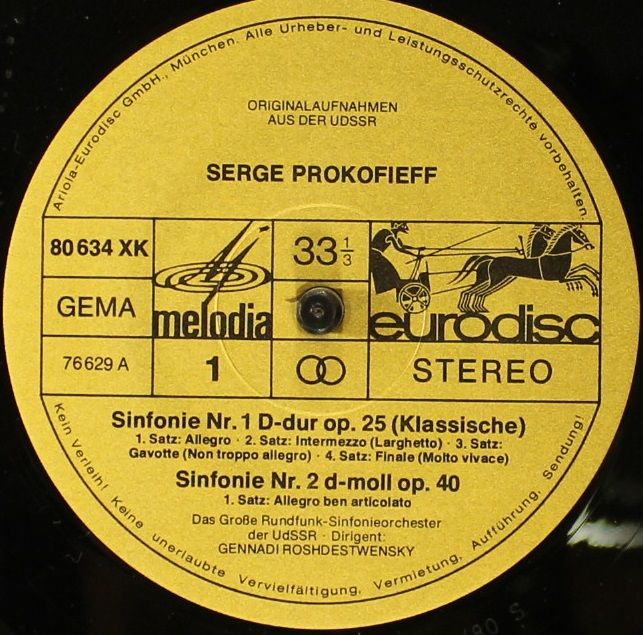 Ariola-Eurodisc GmbH., München. Alle Urheber- und Leistungsschutzrechte vorbehalten.
ORIGINALAUFNAHMEN
AUS DER UDSSR
SERGE PROKOFIEFF
80 634 XK
GEMA
76 629 A
melodia
1
33 1/3
eurodisc
STEREO
Sinfonie Nr. 1 D-dur op. 25 (Klassische)
1. Satz: Allegro · 2. Satz: Intermezzo (Larghetto) · 3. Satz:
Gavotte (Non troppo allegro) · 4. Satz: Finale (Molto vivace)
Sinfonie Nr. 2 d-moll op. 40
1. Satz: Allegro ben articolato
Das Große Rundfunk-Sinfonieorchester
der UdSSR · Dirigent:
GENNADI ROSHDESTWENSKY
Kein Verleih! Keine unerlaubte Vervielfältigung, Vermietung, Aufführung, Sendung!